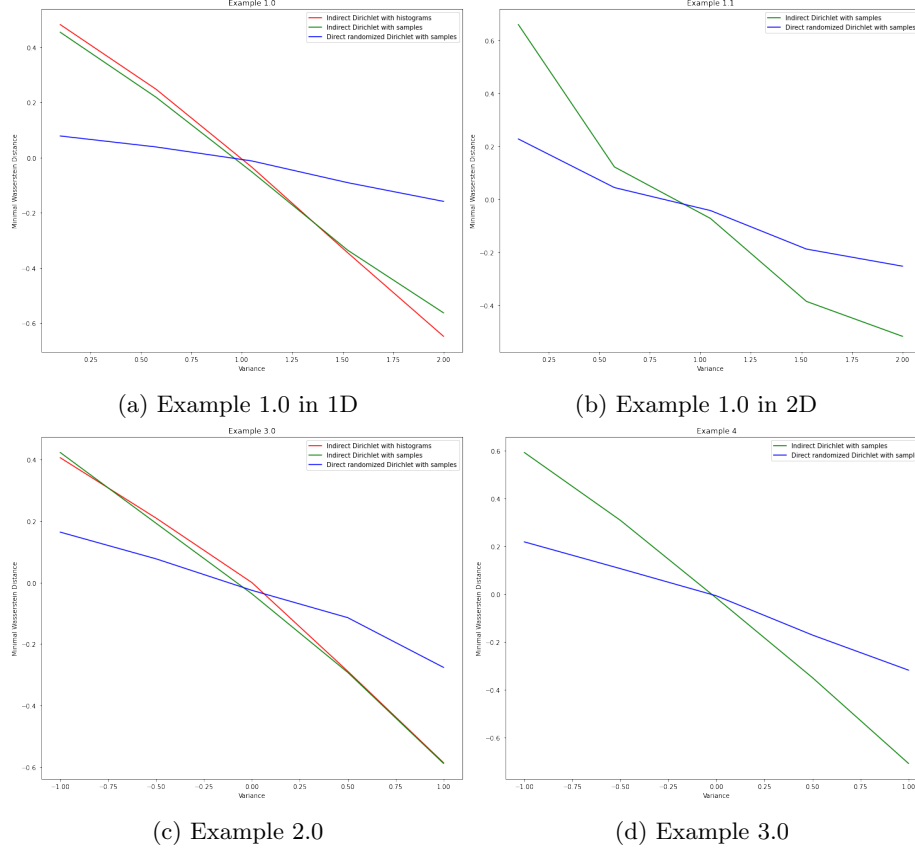 Example 1.0
Indirect Dirichlet with histograms
Indirect Dirichlet with samples
Direct randomized Dirichlet with samples
Minimal Wasserstein Distance
0.4
0.2
0.0
−0.2
−0.4
−0.6
0.25 0.50 0.75 1.00 1.25 1.50 1.75 2.00
Variance
(a) Example 1.0 in 1D
Example 1.1
Indirect Dirichlet with samples
Direct randomized Dirichlet with samples
Minimal Wasserstein Distance
0.6
0.4
0.2
0.0
−0.2
−0.4
0.25 0.50 0.75 1.00 1.25 1.50 1.75 2.00
Variance
(b) Example 1.0 in 2D
Example 3.0
Indirect Dirichlet with histograms
Indirect Dirichlet with samples
Direct randomized Dirichlet with samples
Minimal Wasserstein Distance
0.4
0.2
0.0
−0.2
−0.4
−0.6
−1.00 −0.75 −0.50 −0.25 0.00 0.25 0.50 0.75 1.00
Variance
(c) Example 2.0
Example 4
Indirect Dirichlet with samples
Direct randomized Dirichlet with sampl
Minimal Wasserstein Distance
0.6
0.4
0.2
0.0
−0.2
−0.4
−0.6
−1.00 −0.75 −0.50 −0.25 0.00 0.25 0.50 0.75 1.00
Variance
(d) Example 3.0